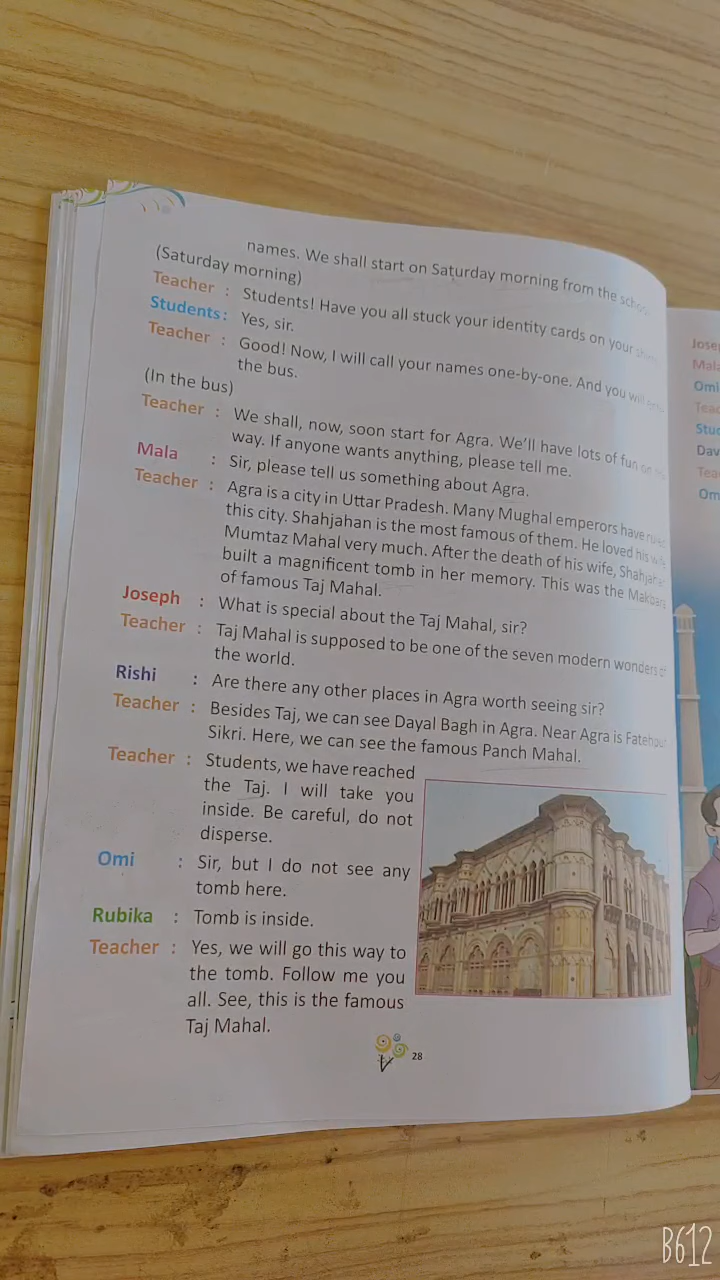 names. We shall start on Saturday morning from the
(Saturday morning)
Teacher : Students! Have you all stuck your identity cards on your
Students: Yes, sir.
Teacher : Good! Now, I will call your names one-by-one. And you will
the bus.
(In the bus)
Teacher : We shall, now, soon start for Agra. We'll have lots of fun on
way. If anyone wants anything, please tell me.
Mala : Sir, please tell us something about Agra.
Teacher : Agra is a city in Uttar Pradesh. Many Mughal emperors have
this city. Shahjahan is the most famous of them. He loved his wife
Mumtaz Mahal very much. After the death of his wife, Shahjahan
built a magnificent tomb in her memory. This was the Makbara
of famous Taj Mahal.
Joseph : What is special about the Taj Mahal, sir?
Teacher : Taj Mahal is supposed to be one of the seven modern wonders of
the world.
Rishi : Are there any other places in Agra worth seeing sir?
Teacher : Besides Taj, we can see Dayal Bagh in Agra. Near Agra is Fatehpur
Sikri. Here, we can see the famous Panch Mahal.
Teacher : Students, we have reached
the Taj. I will take you
inside. Be careful, do not
disperse.
Omi : Sir, but I do not see any
tomb here.
Rubika : Tomb is inside.
Teacher : Yes, we will go this way to
the tomb. Follow me you
all. See, this is the famous
Taj Mahal.
28
Mala
Omi
B612